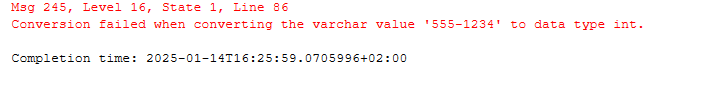 Msg 245, Level 16, State 1, Line 86
Conversion failed when converting the varchar value '555-1234' to data type int.
Completion time: 2025-01-14T16:25:59.0705996+02:00